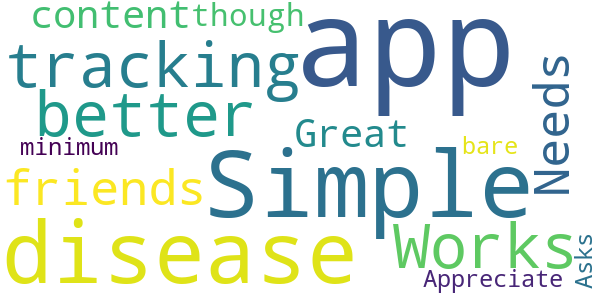 content though app
tracking
better
Great
Needs
minimum
bare
friends
Simple
disease
Works
Appreciate
Asks